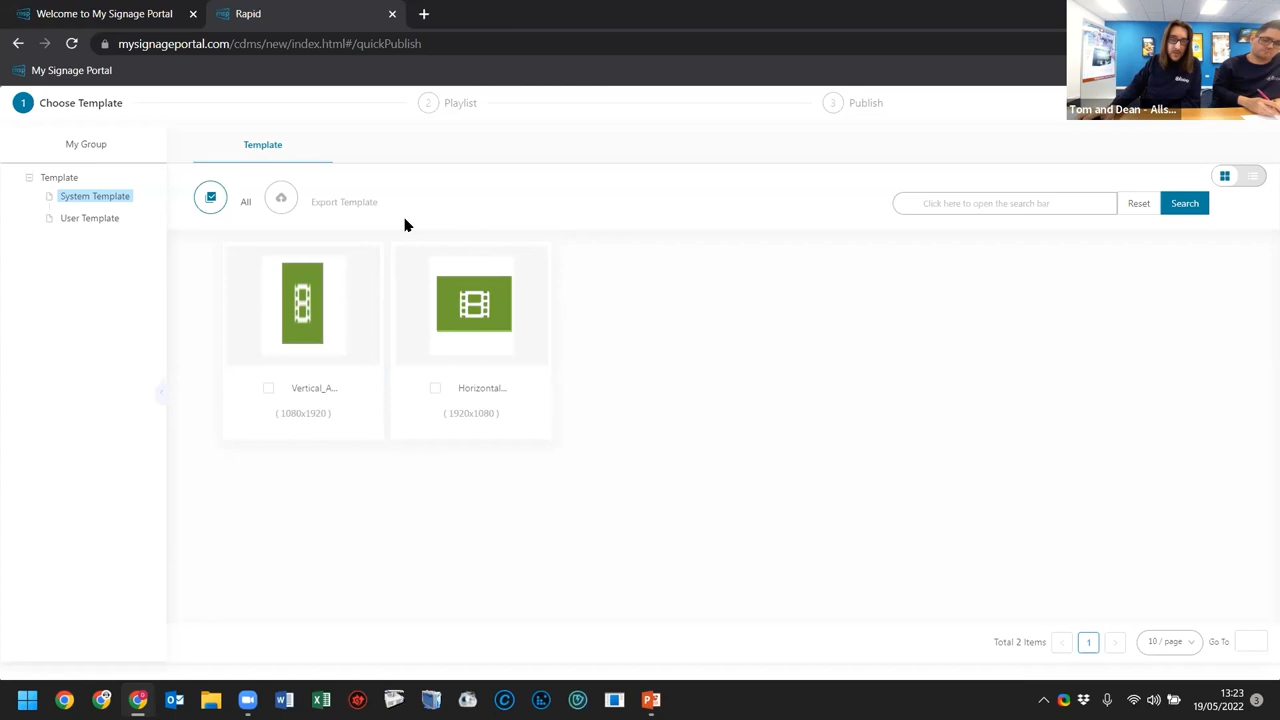 Welcome to My Signage Portal
Rapid
mysignageportal.com/cdms/new/index.html#/quickPublish
My Signage Portal
Tom and Dean - Alls...
1 Choose Template
2 Playlist
3 Publish
My Group
Template
Template
System Template
User Template
All
Export Template
Click here to open the search bar
Reset
Search
Vertical_A...
( 1080x1920 )
Horizontal...
( 1920x1080 )
Total 2 Items
<
1
>
10 / page
Go To
13:23
19/05/2022
3